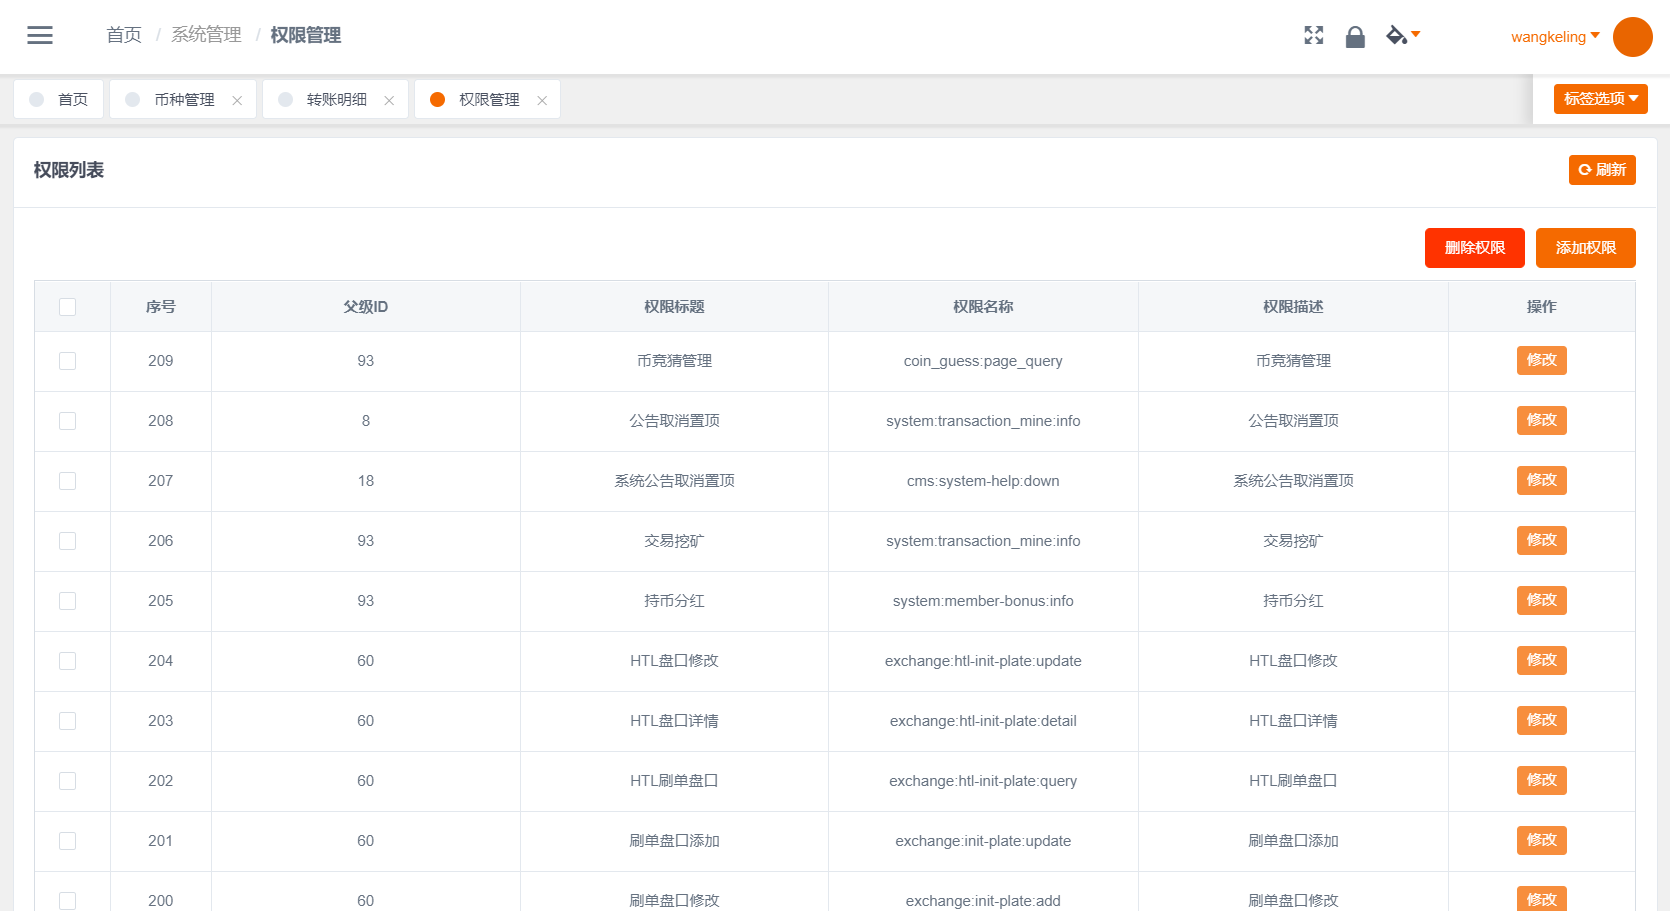 首页 / 系统管理 / 权限管理 wangkeling
首页 币种管理 转账明细 权限管理 标签选项
权限列表 刷新
删除权限 添加权限
序号 父级ID 权限标题 权限名称 权限描述 操作
209 93 币竞猜管理 coin_guess:page_query 币竞猜管理 修改
208 8 公告取消置顶 system:transaction_mine:info 公告取消置顶 修改
207 18 系统公告取消置顶 cms:system-help:down 系统公告取消置顶 修改
206 93 交易挖矿 system:transaction_mine:info 交易挖矿 修改
205 93 持币分红 system:member-bonus:info 持币分红 修改
204 60 HTL盘口修改 exchange:htl-init-plate:update HTL盘口修改 修改
203 60 HTL盘口详情 exchange:htl-init-plate:detail HTL盘口详情 修改
202 60 HTL刷单盘口 exchange:htl-init-plate:query HTL刷单盘口 修改
201 60 刷单盘口添加 exchange:init-plate:update 刷单盘口添加 修改
200 60 刷单盘口修改 exchange:init-plate:add 刷单盘口修改 修改